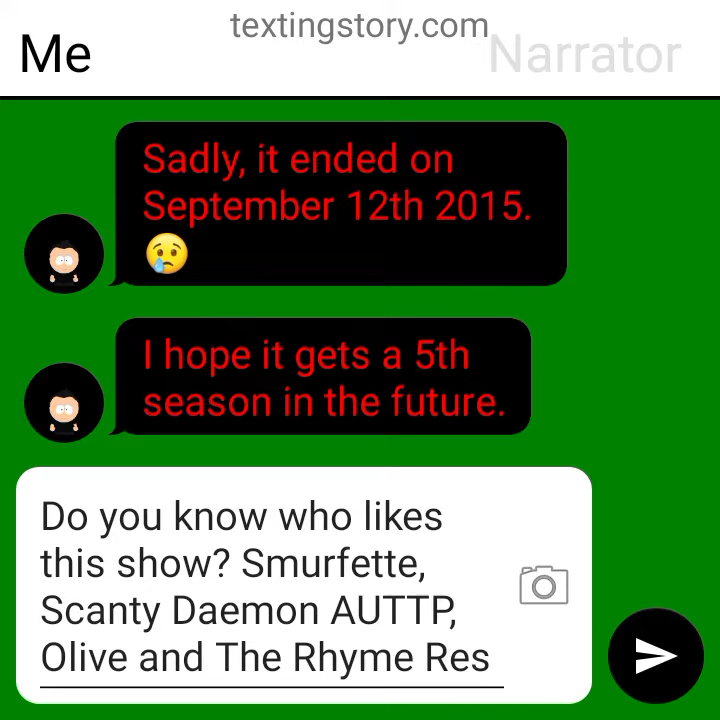 textingstory.com
Me
Narrator
Sadly, it ended on
September 12th 2015.
😢
I hope it gets a 5th
season in the future.
Do you know who likes
this show? Smurfette,
Scanty Daemon AUTTP,
Olive and The Rhyme Res